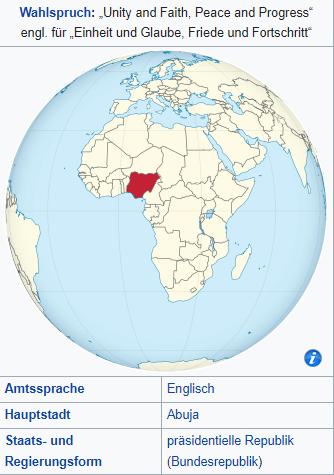 Wahlspruch: „Unity and Faith, Peace and Progress“
engl. für „Einheit und Glaube, Friede und Fortschritt“
i
Amtssprache Englisch
Hauptstadt Abuja
Staats- und präsidentielle Republik
Regierungsform (Bundesrepublik)